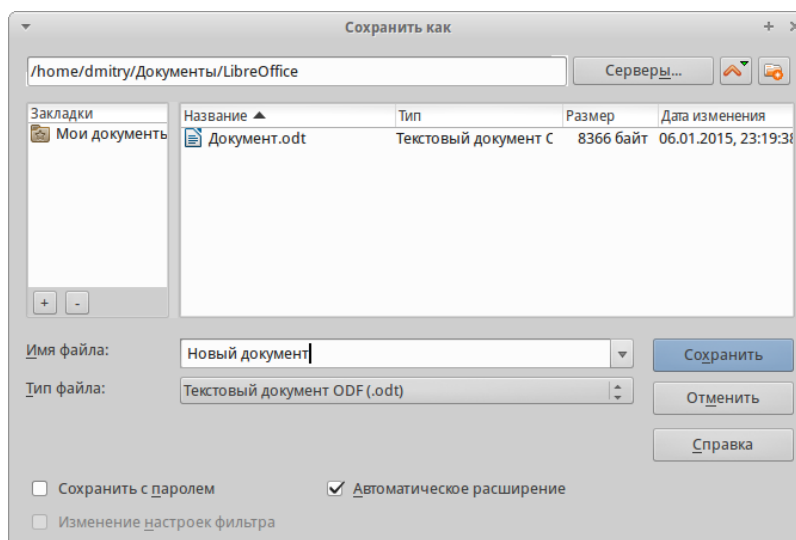 Сохранить как
/home/dmitry/Документы/LibreOffice
Серверы...
Закладки
Мои документы
Название Тип Размер Дата изменения
Документ.odt Текстовый документ О 8366 байт 06.01.2015, 23:19:38
+ -
Имя файла: Новый документ Сохранить
Тип файла: Текстовый документ ODF (.odt) Отменить
Справка
Сохранить с паролем Автоматическое расширение
Изменение настроек фильтра